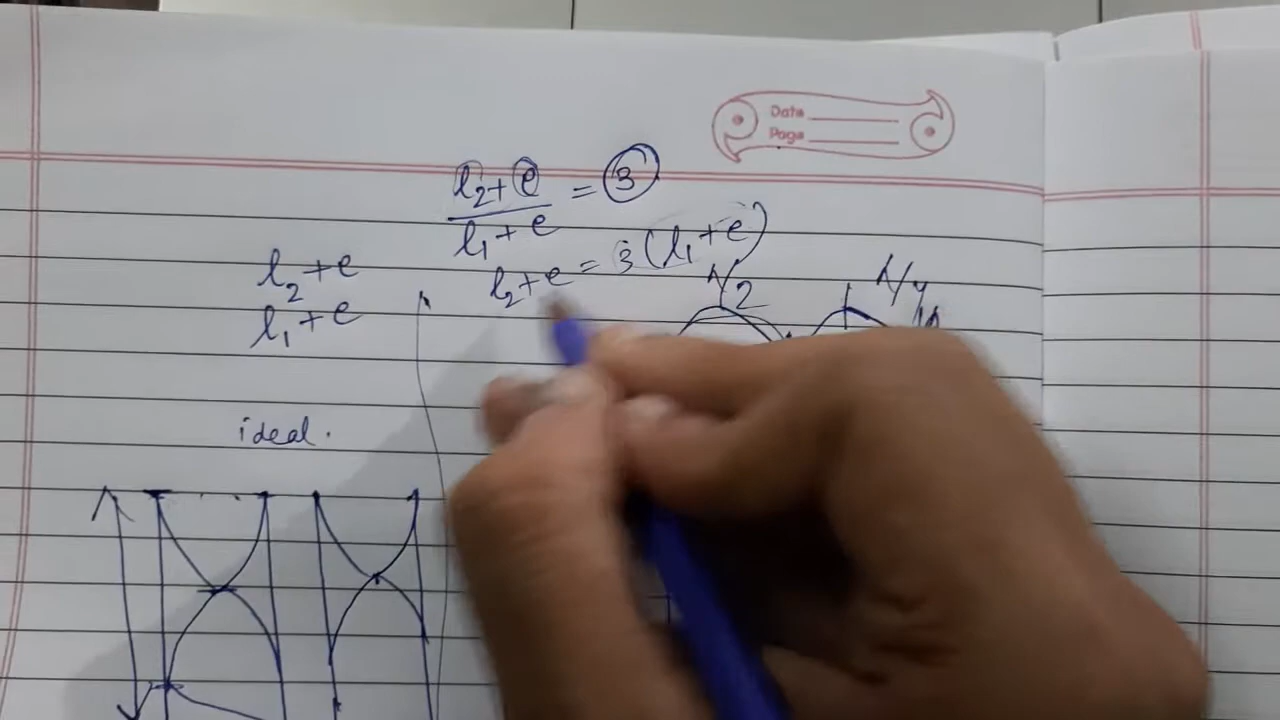 Date
Page
l₂+e / l₁+e = 3
l₂+e = 3(l₁+e)
l₂+e
l₁+e
λ/2
λ/4
ideal.